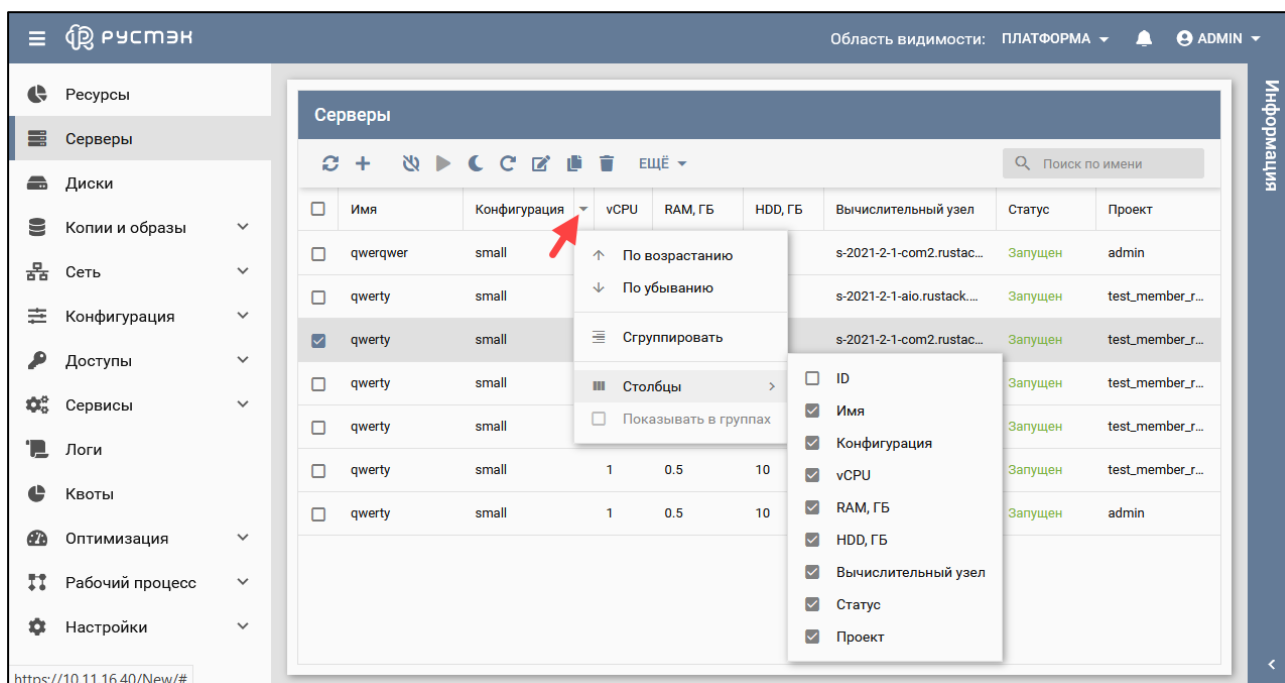 РУСТЭК
Область видимости: ПЛАТФОРМА
ADMIN
Информация
Ресурсы
Серверы
Диски
Копии и образы
Сеть
Конфигурация
Доступы
Сервисы
Логи
Квоты
Оптимизация
Рабочий процесс
Настройки
https://10.11.16.40/New/#
Серверы
ЕЩЁ
Поиск по имени
Имя Конфигурация vCPU RAM, ГБ HDD, ГБ Вычислительный узел Статус Проект
qwerqwer small s-2021-2-1-com2.rustac... Запущен admin
qwerty small s-2021-2-1-aio.rustack.... Запущен test_member_r...
qwerty small s-2021-2-1-com2.rustac... Запущен test_member_r...
qwerty small Запущен test_member_r...
qwerty small Запущен test_member_r...
qwerty small 1 0.5 10 Запущен test_member_r...
qwerty small 1 0.5 10 Запущен admin
По возрастанию
По убыванию
Сгруппировать
Столбцы
Показывать в группах
ID
Имя
Конфигурация
vCPU
RAM, ГБ
HDD, ГБ
Вычислительный узел
Статус
Проект